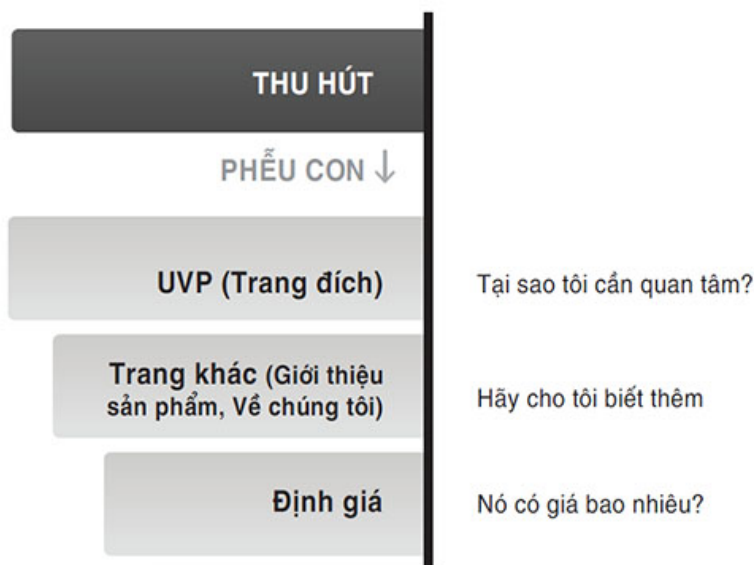 THU HÚT
PHỄU CON ↓
UVP (Trang đích)
Tại sao tôi cần quan tâm?
Trang khác (Giới thiệu
sản phẩm, Về chúng tôi)
Hãy cho tôi biết thêm
Định giá
Nó có giá bao nhiêu?